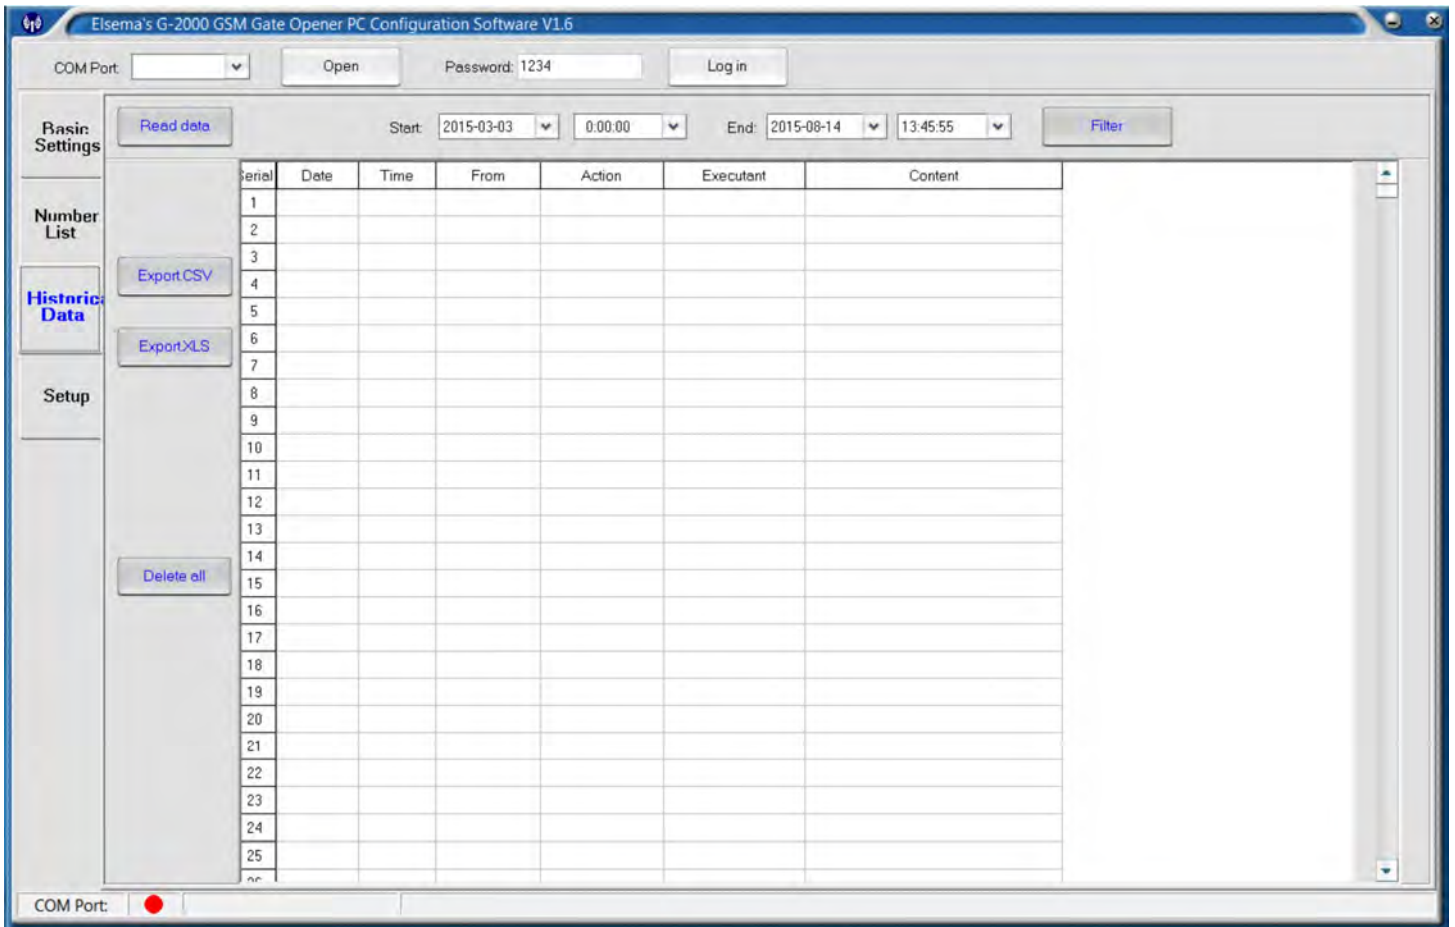 Elsema's G-2000 GSM Gate Opener PC Configuration Software V1.6
COM Port: Open Password: 1234 Log in
Read data Start: 2015-03-03 0:00:00 End: 2015-08-14 13:45:55 Filter
Basic
Settings
Number
List
Historica
Data
Setup
Export.CSV
Export.XLS
Delete all
Serial Date Time From Action Executant Content
1
2
3
4
5
6
7
8
9
10
11
12
13
14
15
16
17
18
19
20
21
22
23
24
25
26
COM Port: